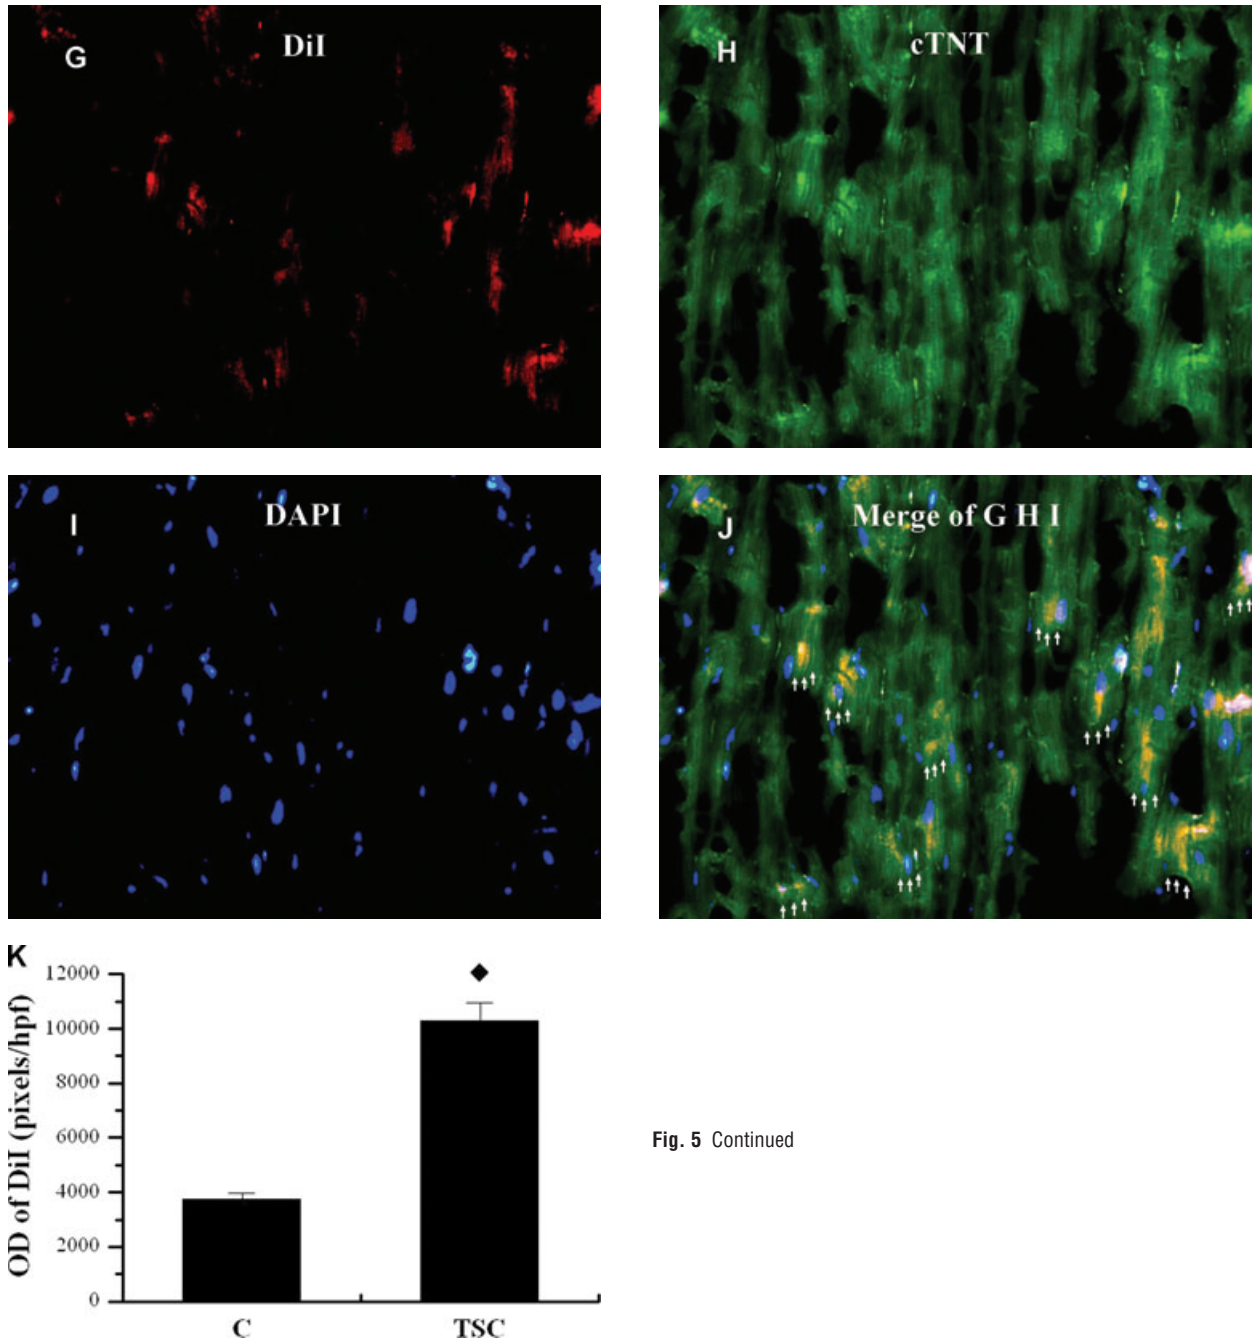 G
DiI
H
cTNT
I
DAPI
J
Merge of G H I
K
OD of DiI (pixels/hpf)
12000
10000
8000
6000
4000
2000
0
C
TSC
Fig. 5 Continued